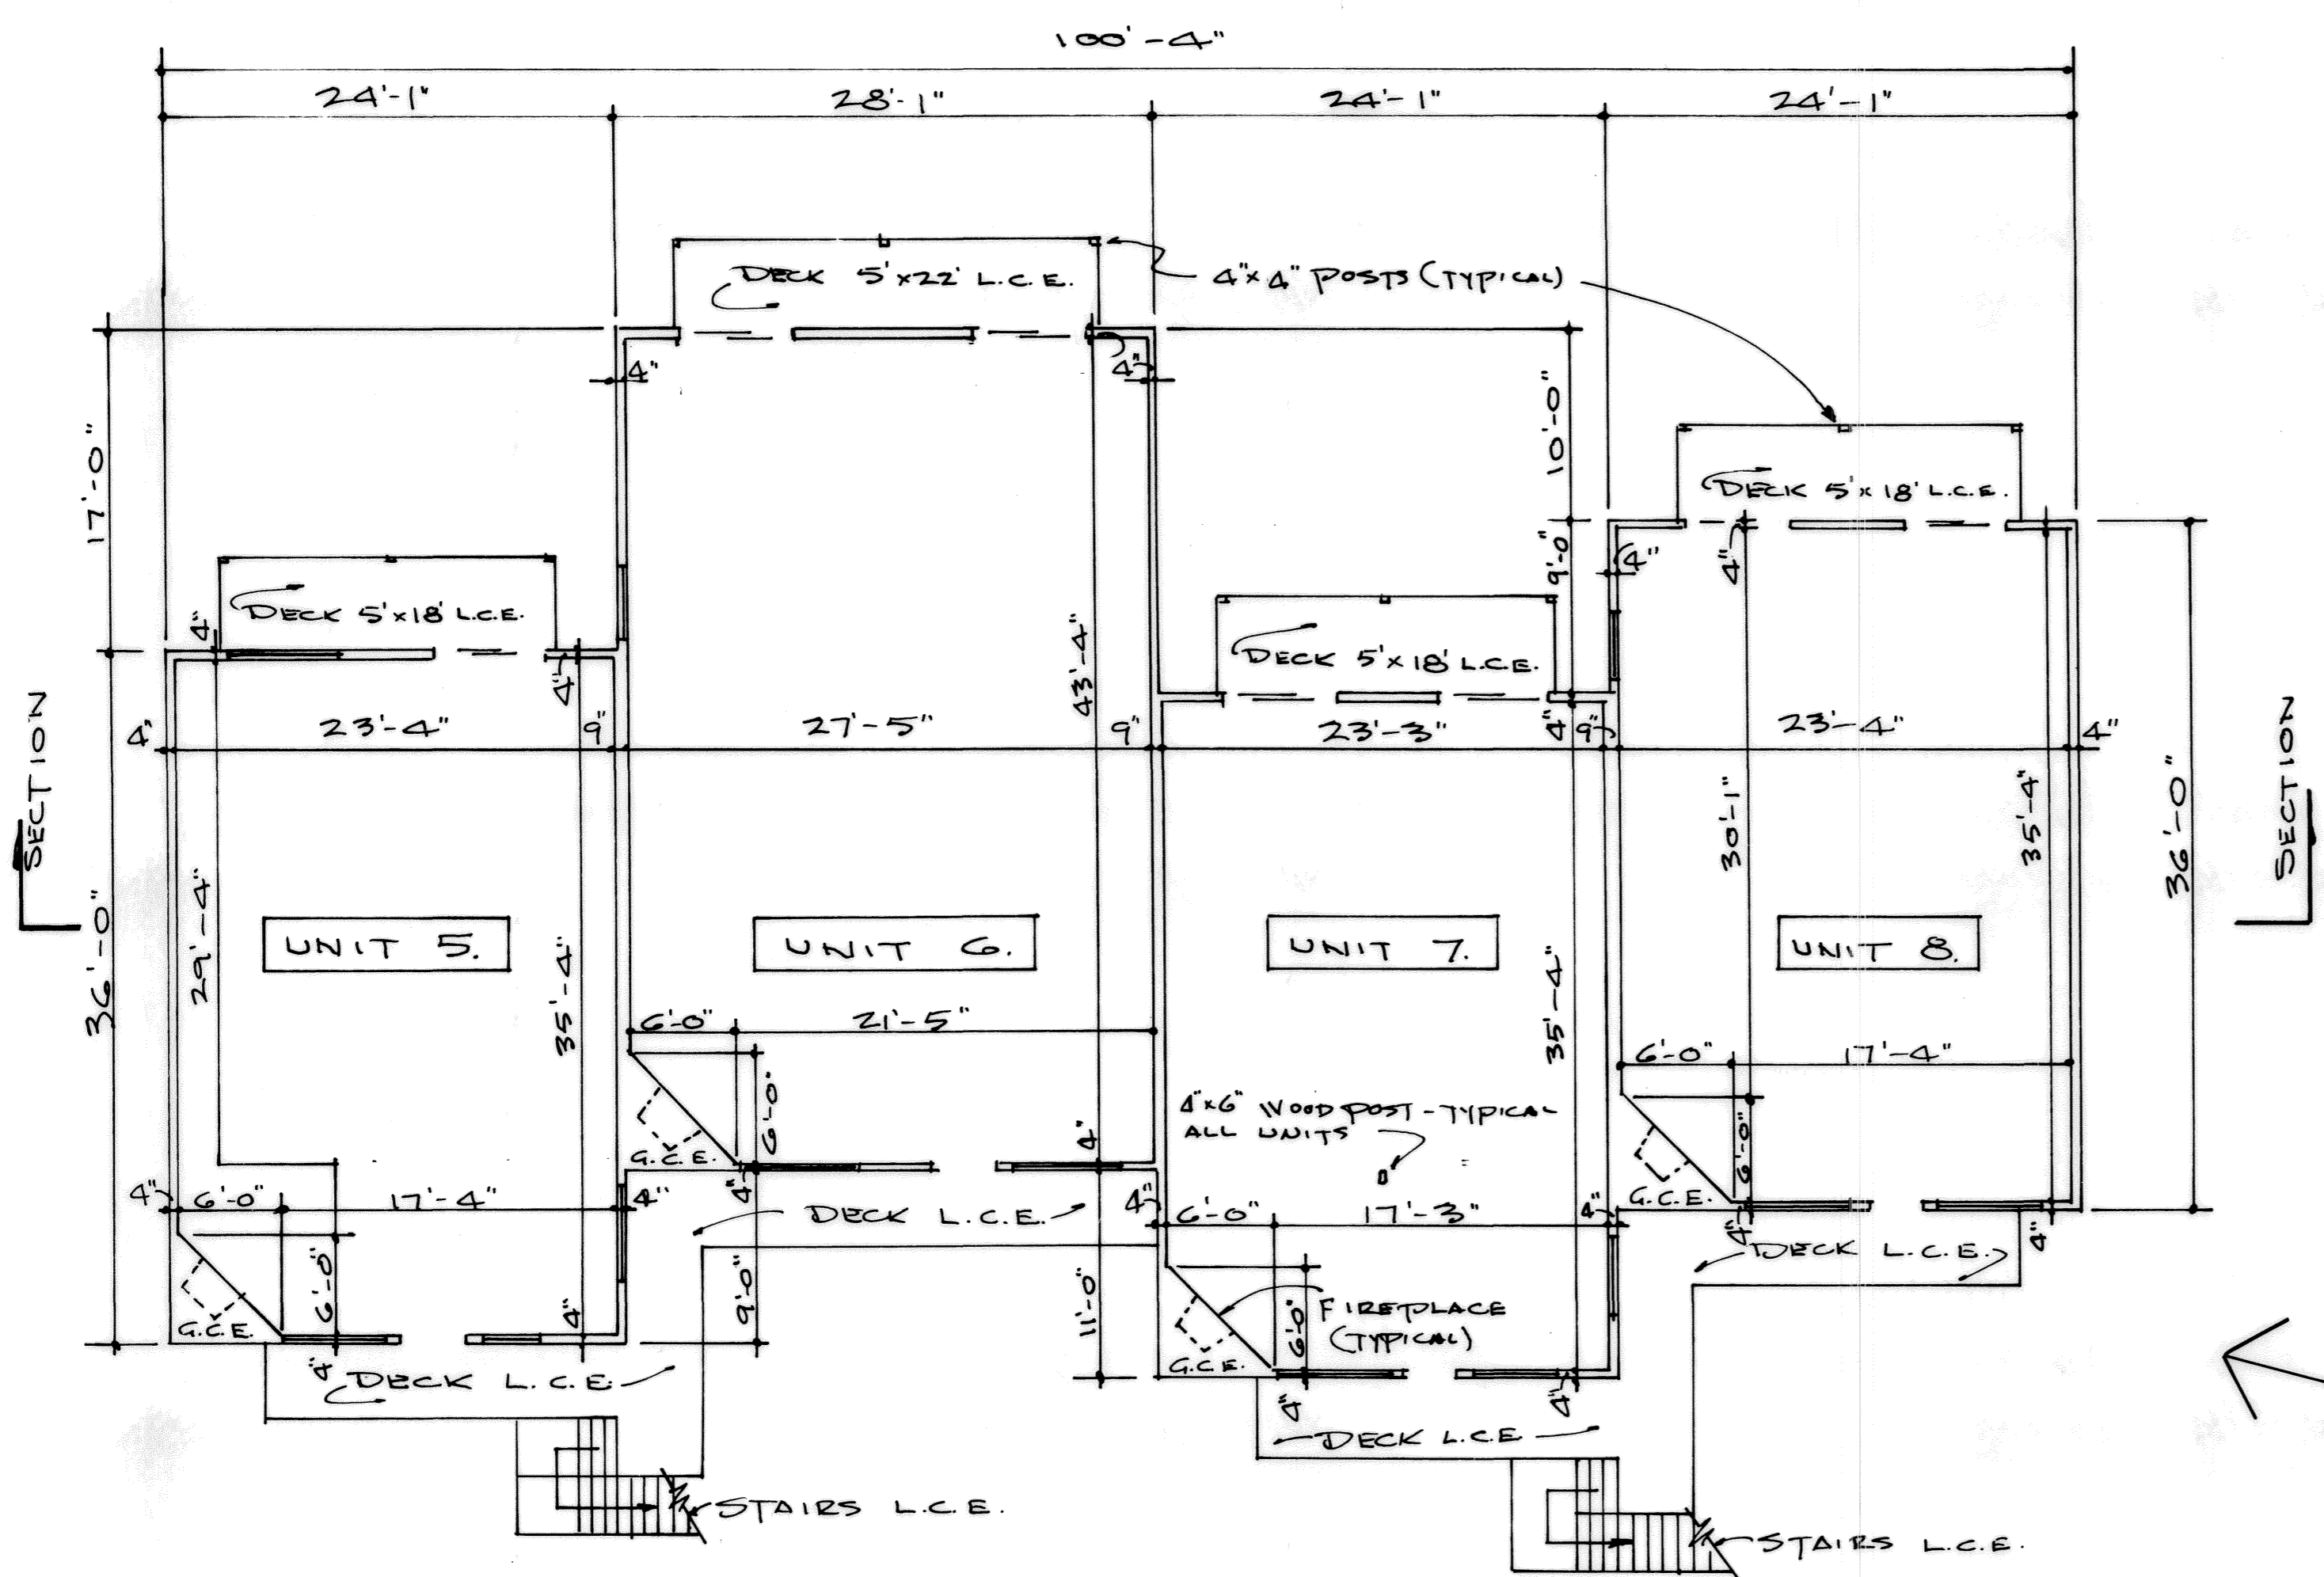 100'-4"
24'-1" 28'-1" 24'-1" 24'-1"
DECK 5'x22' L.C.E.
4"x4" POSTS (TYPICAL)
4" 4"
17'-0"
10'-0"
DECK 5'x18' L.C.E.
9'-0"
4" 4"
DECK 5'x18' L.C.E.
4"
43'-4"
DECK 5'x18' L.C.E.
4"
SECTION
4" 23'-4" 9" 27'-5" 9" 23'-3" 4" 9" 23'-4" 4"
SECTION
30'-1"
35'-4"
36'-0"
36'-0"
29'-4"
UNIT 5.
UNIT 6.
UNIT 7.
UNIT 8.
35'-4"
35'-4"
6'-0" 21'-5"
6'-0" 17'-4"
6'-0"
4"x6" WOOD POST - TYPICAL
ALL UNITS
6'-0"
G.C.E.
4"
4"
4" 6'-0" 17'-4" 4"
G.C.E.
4"
4"
DECK L.C.E.
4" 6'-0" 17'-3" 4"
DECK L.C.E.
6'-0"
G.C.E.
4"
9'-0"
11'-0"
FIREPLACE
(TYPICAL)
6'-0"
G.C.E.
4"
DECK L.C.E.
4"
4"
DECK L.C.E
STAIRS L.C.E.
STAIRS L.C.E.